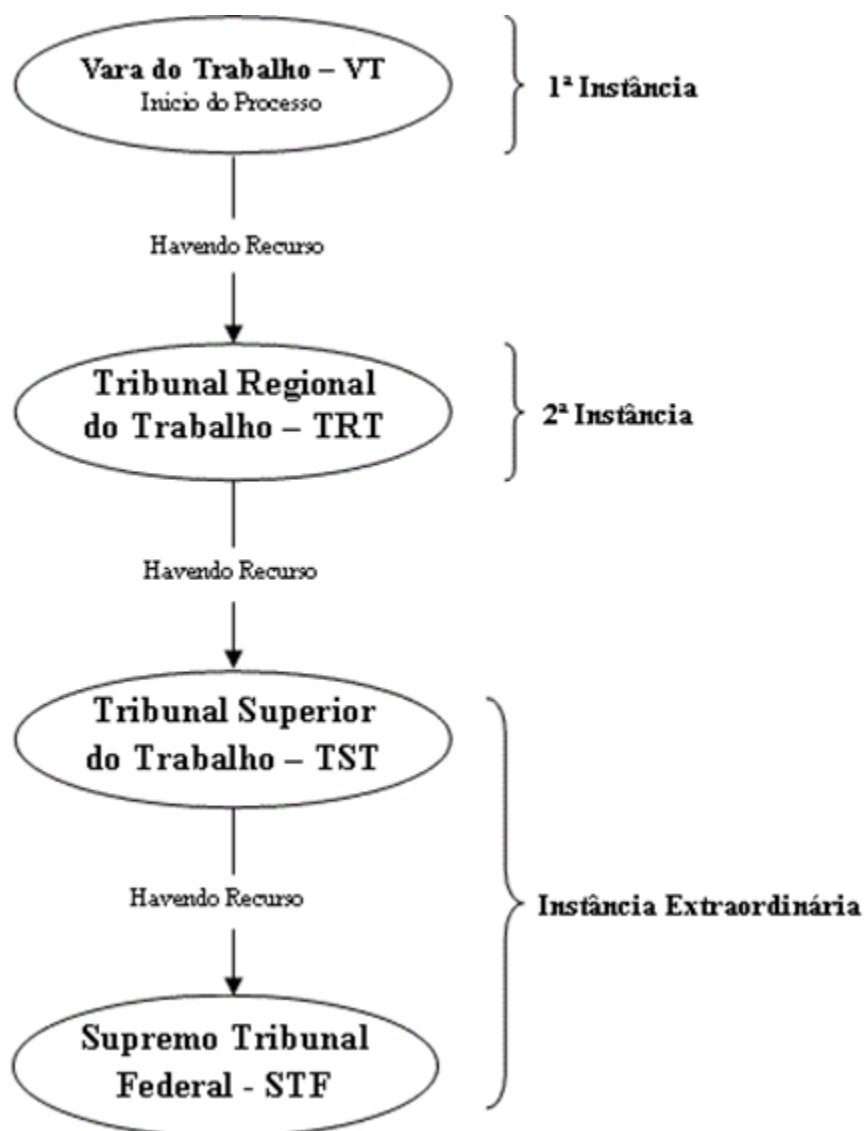 Vara do Trabalho – VT
Inicio do Processo
1ª Instância
Havendo Recurso
Tribunal Regional
do Trabalho – TRT
2ª Instância
Havendo Recurso
Tribunal Superior
do Trabalho – TST
Havendo Recurso
Instância Extraordinária
Supremo Tribunal
Federal - STF